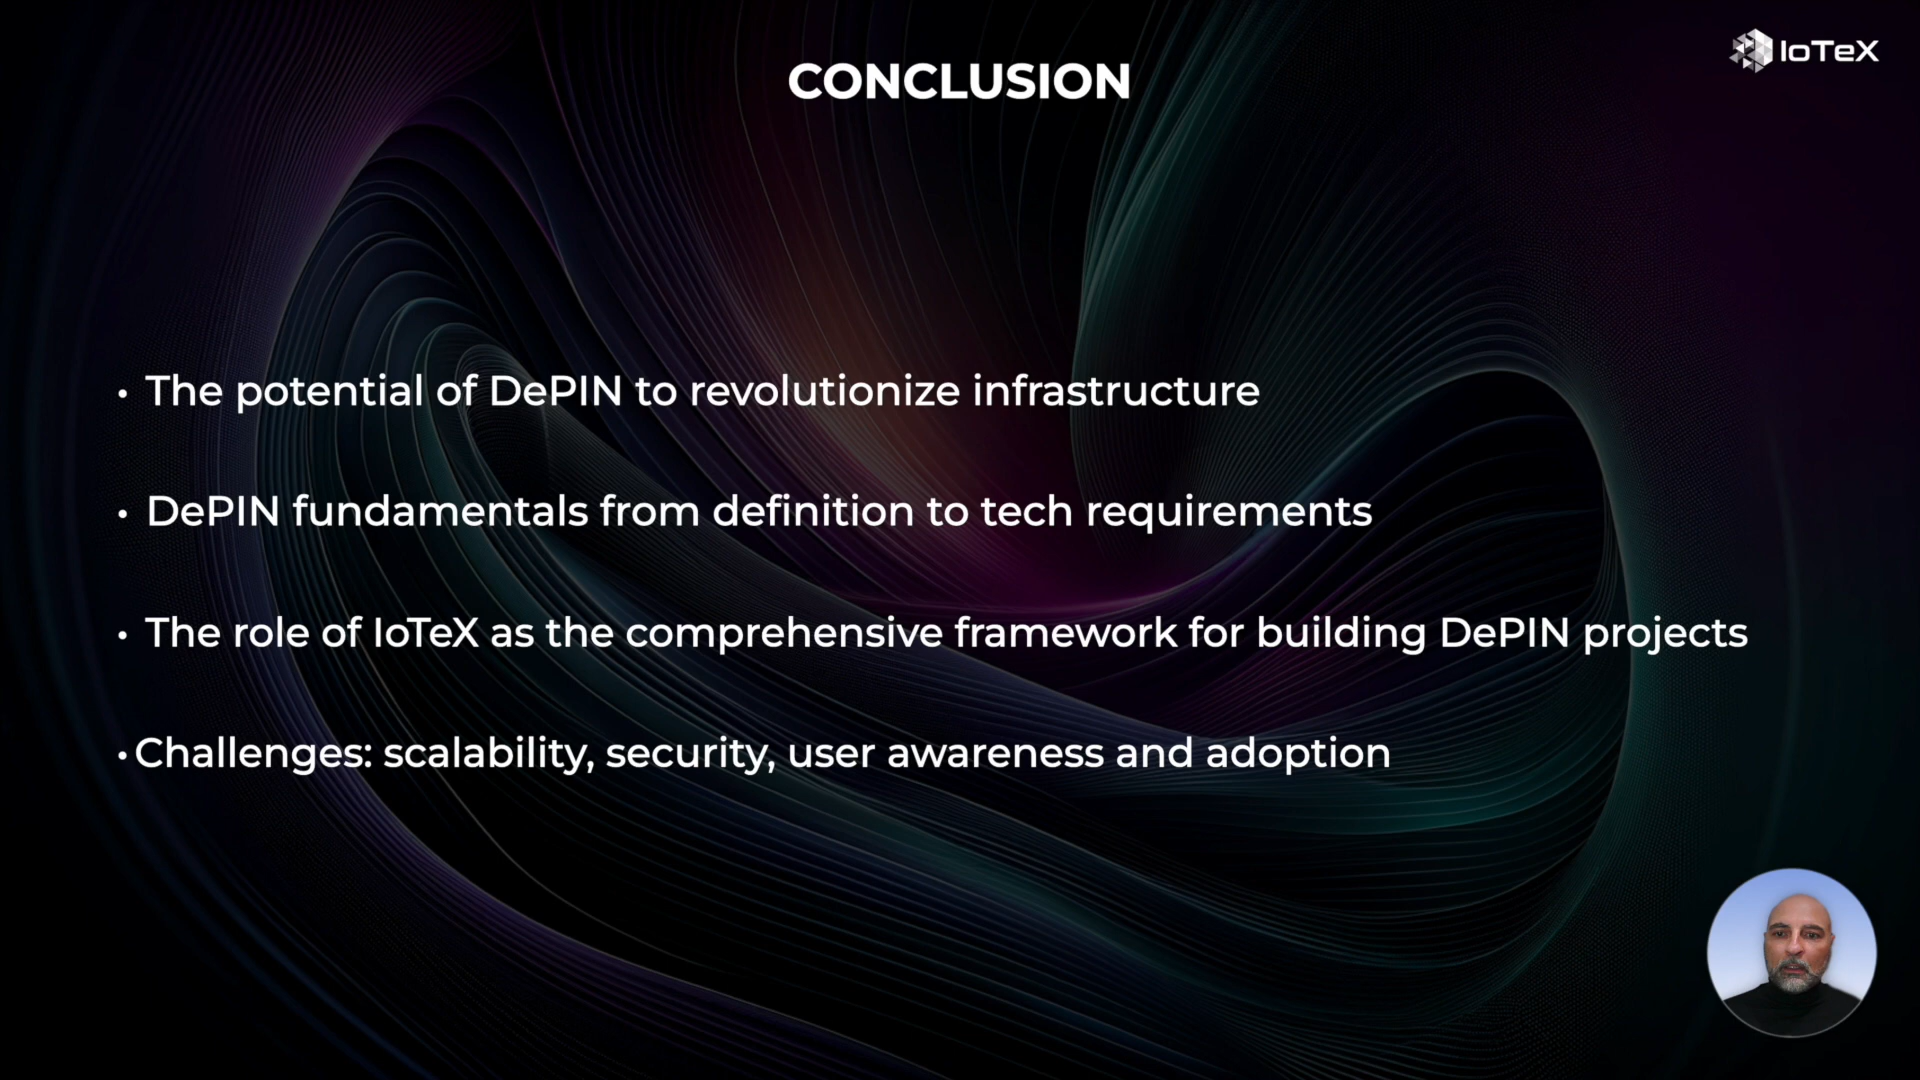 IoTeX
CONCLUSION
• The potential of DePIN to revolutionize infrastructure
• DePIN fundamentals from definition to tech requirements
• The role of IoTeX as the comprehensive framework for building DePIN projects
• Challenges: scalability, security, user awareness and adoption